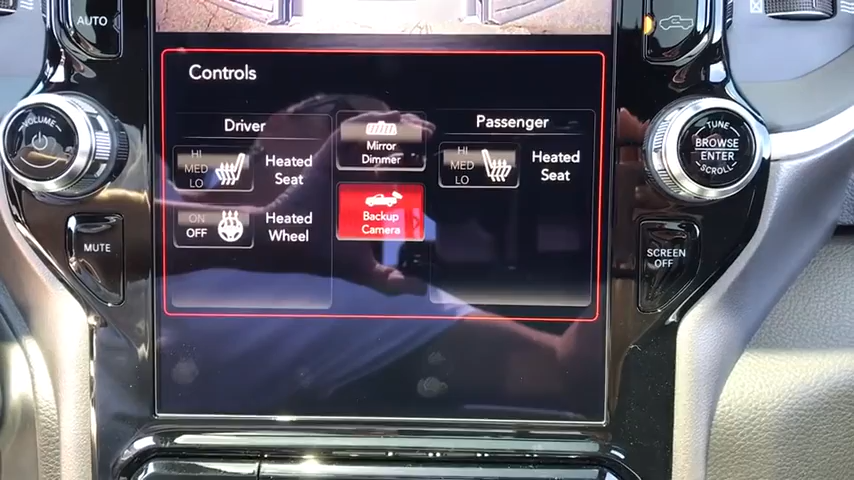 AUTO
Controls
VOLUME
TUNE
Driver
Mirror
Dimmer
Passenger
HI
MED
LO
Heated
Seat
HI
MED
LO
Heated
Seat
BROWSE
ENTER
SCROLL
ON
OFF
Heated
Wheel
Backup
Camera
MUTE
SCREEN
OFF